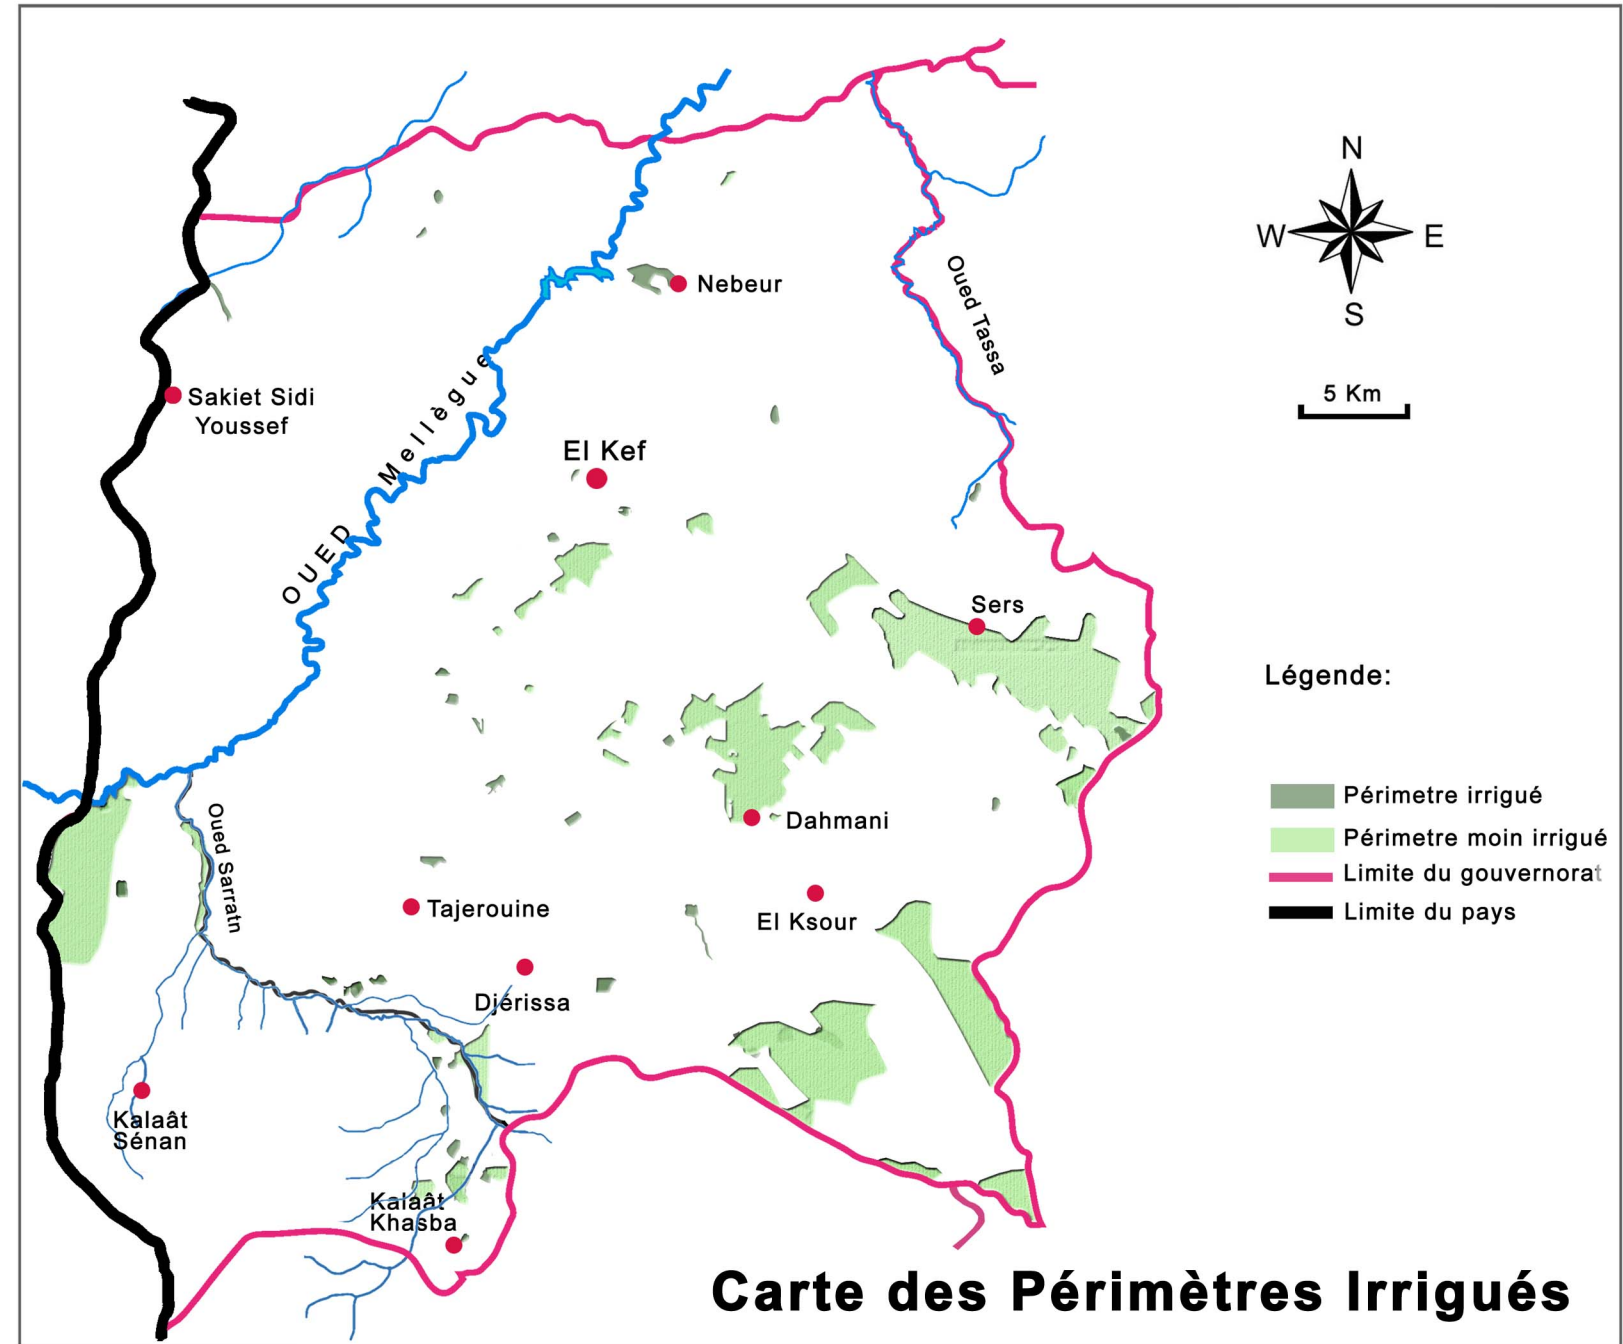 N
W E
S
5 Km
Nebeur
Oued Tassa
Sakiet Sidi
Youssef
OUED Mellègue
El Kef
Sers
Légende:
Périmetre irrigué
Périmetre moin irrigué
Limite du gouvernorat
Limite du pays
Oued Sarratn
Dahmani
Tajerouine
El Ksour
Djérissa
Kalaât
Sénan
Kalaât
Khasba
Carte des Périmètres Irrigués